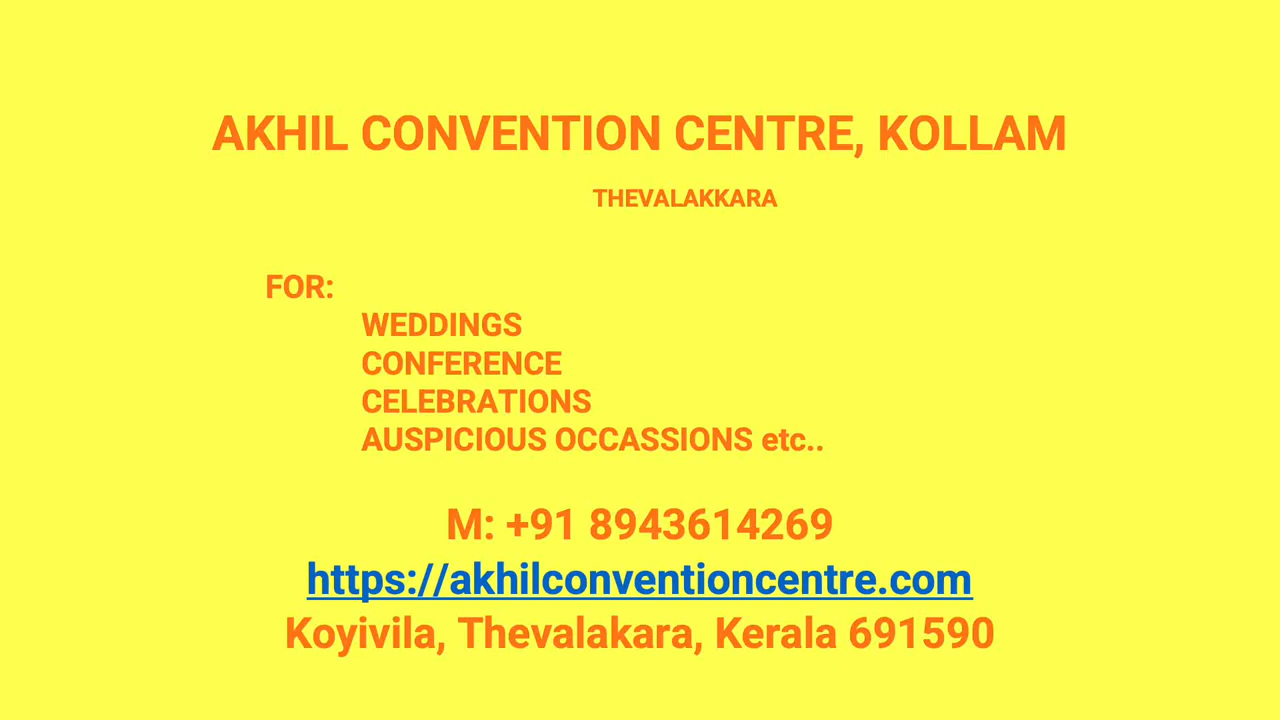 AKHIL CONVENTION CENTRE, KOLLAM
THEVALAKKARA
FOR:
WEDDINGS
CONFERENCE
CELEBRATIONS
AUSPICIOUS OCCASSIONS etc..
M: +91 8943614269
https://akhilconventioncentre.com
Koyivila, Thevalakara, Kerala 691590